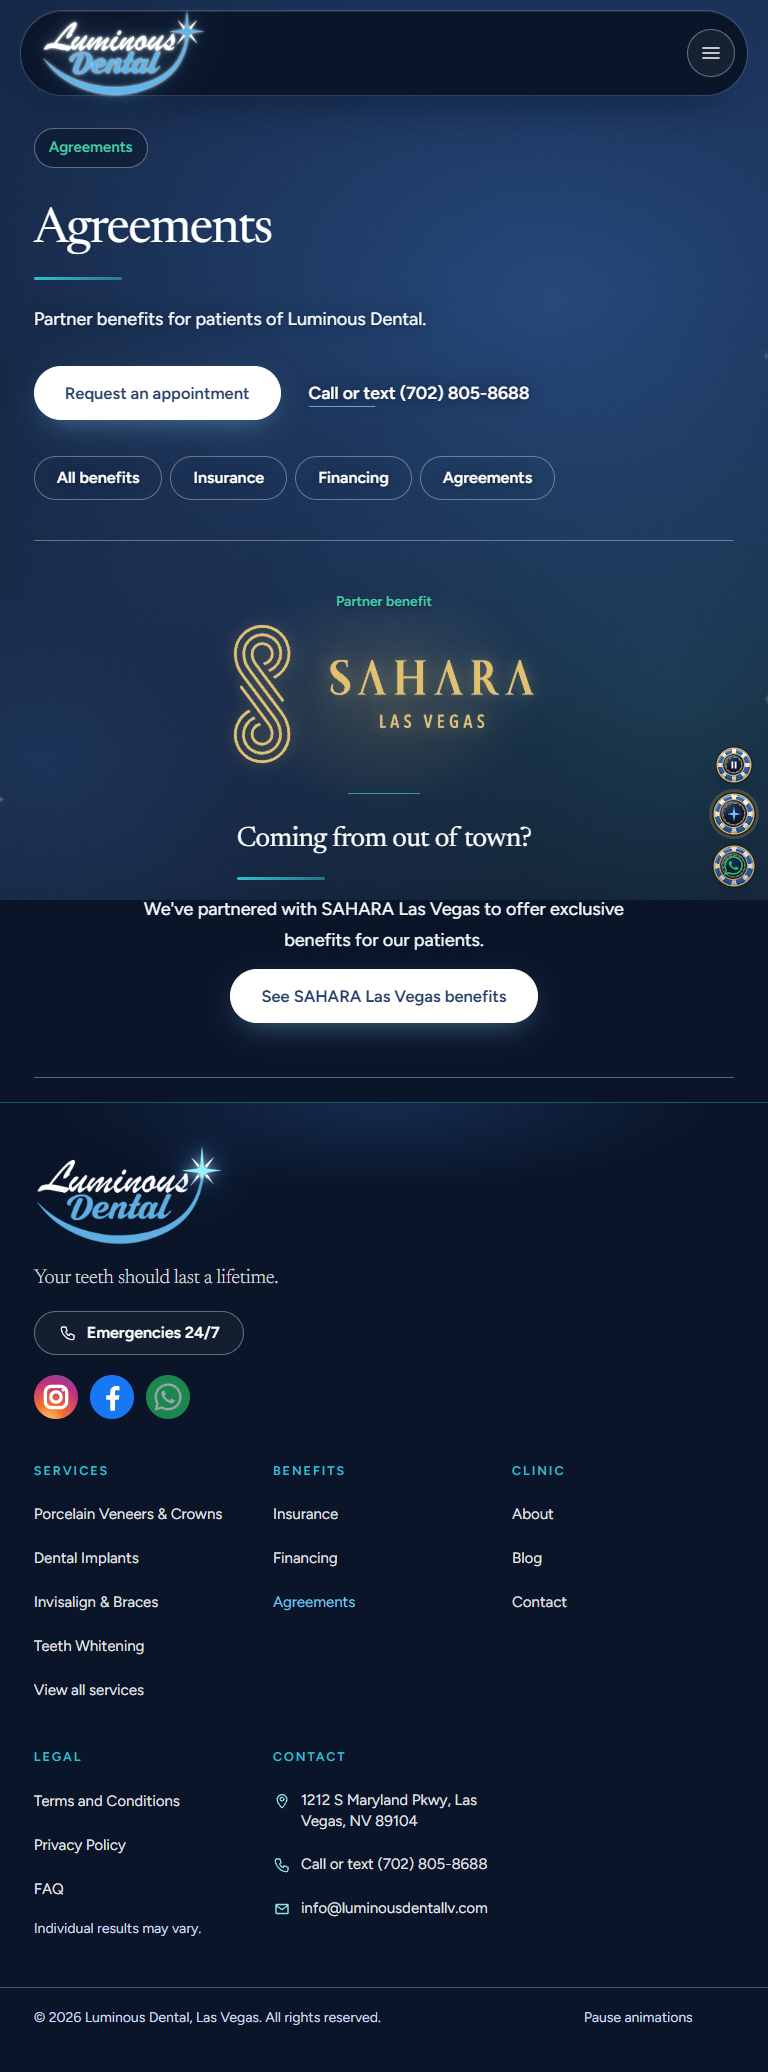 Luminous
Dental
Agreements
Agreements
Partner benefits for patients of Luminous Dental.
Request an appointment
Call or text (702) 805-8688
All benefits
Insurance
Financing
Agreements
Partner benefit
SAHARA
LAS VEGAS
Coming from out of town?
We've partnered with SAHARA Las Vegas to offer exclusive
benefits for our patients.
See SAHARA Las Vegas benefits
Luminous
Dental
Your teeth should last a lifetime.
Emergencies 24/7
SERVICES
Porcelain Veneers & Crowns
Dental Implants
Invisalign & Braces
Teeth Whitening
View all services
BENEFITS
Insurance
Financing
Agreements
CLINIC
About
Blog
Contact
LEGAL
Terms and Conditions
Privacy Policy
FAQ
Individual results may vary.
CONTACT
1212 S Maryland Pkwy, Las
Vegas, NV 89104
Call or text (702) 805-8688
info@luminousdentallv.com
© 2026 Luminous Dental, Las Vegas. All rights reserved.
Pause animations